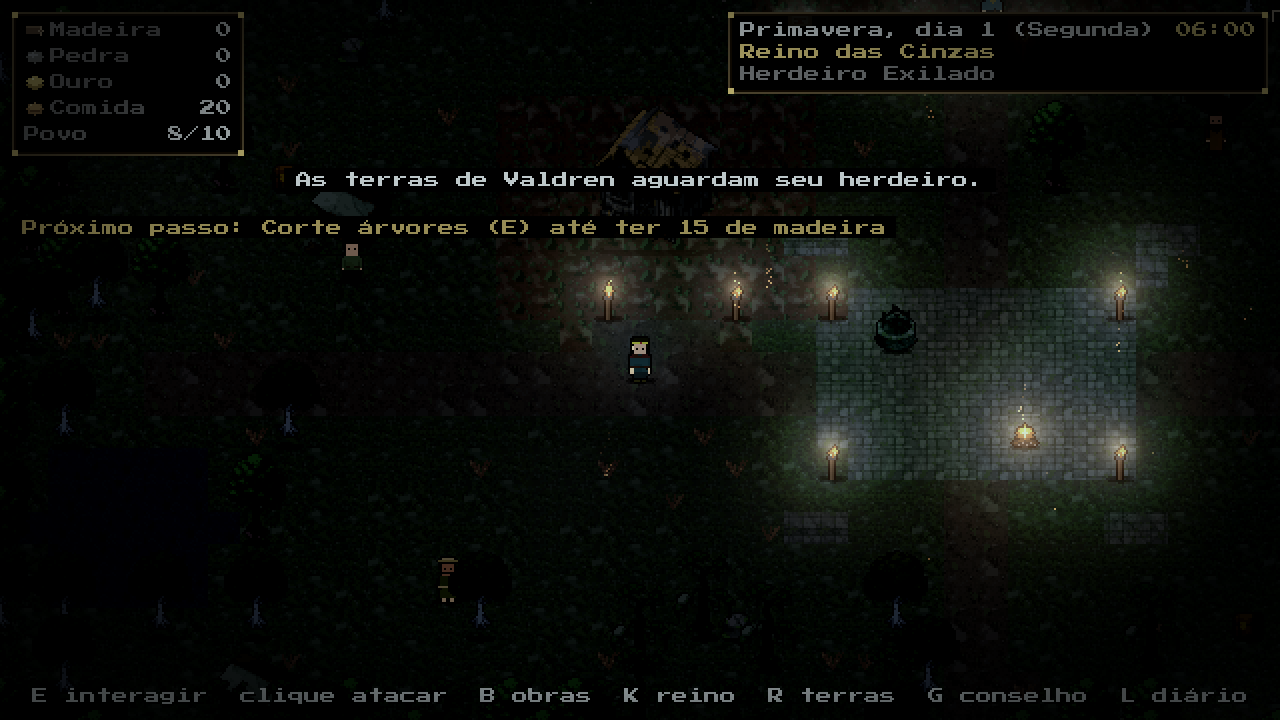 Madeira 0
Pedra 0
Ouro 0
Comida 20
Povo 8/10
Primavera, dia 1 (Segunda) 06:00
Reino das Cinzas
Herdeiro Exilado
As terras de Valdren aguardam seu herdeiro.
Próximo passo: Corte árvores (E) até ter 15 de madeira
E interagir clique atacar B obras K reino R terras G conselho L diário